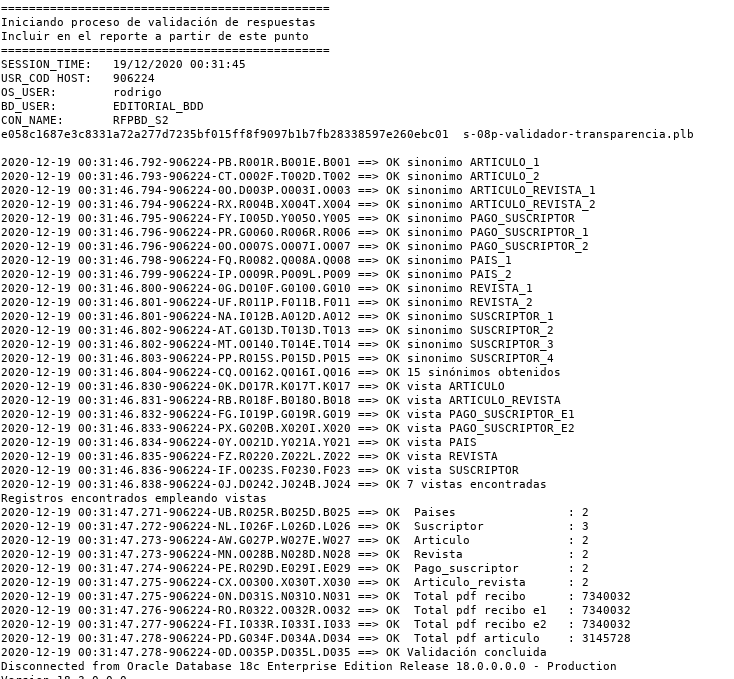 ===============================================
Iniciando proceso de validación de respuestas
Incluir en el reporte a partir de este punto
===============================================
SESSION_TIME:   19/12/2020 00:31:45
USR_COD HOST:   906224
OS_USER:        rodrigo
BD_USER:        EDITORIAL_BDD
CON_NAME:       RFPBD_S2
e058c1687e3c8331a72a277d7235bf015ff8f9097b1b7fb28338597e260ebc01  s-08p-validador-transparencia.plb
2020-12-19 00:31:46.792-906224-PB.R001R.B001E.B001 ==> OK sinonimo ARTICULO_1
2020-12-19 00:31:46.793-906224-CT.O002F.T002D.T002 ==> OK sinonimo ARTICULO_2
2020-12-19 00:31:46.794-906224-0O.D003P.O003I.O003 ==> OK sinonimo ARTICULO_REVISTA_1
2020-12-19 00:31:46.794-906224-RX.R004B.X004T.X004 ==> OK sinonimo ARTICULO_REVISTA_2
2020-12-19 00:31:46.795-906224-FY.I005D.Y005O.Y005 ==> OK sinonimo PAGO_SUSCRIPTOR
2020-12-19 00:31:46.796-906224-PR.G0060.R006R.R006 ==> OK sinonimo PAGO_SUSCRIPTOR_1
2020-12-19 00:31:46.796-906224-0O.O007S.O007I.O007 ==> OK sinonimo PAGO_SUSCRIPTOR_2
2020-12-19 00:31:46.798-906224-FQ.R0082.Q008A.Q008 ==> OK sinonimo PAIS_1
2020-12-19 00:31:46.799-906224-IP.O009R.P009L.P009 ==> OK sinonimo PAIS_2
2020-12-19 00:31:46.800-906224-0G.D010F.G0100.G010 ==> OK sinonimo REVISTA_1
2020-12-19 00:31:46.801-906224-UF.R011P.F011B.F011 ==> OK sinonimo REVISTA_2
2020-12-19 00:31:46.801-906224-NA.I012B.A012D.A012 ==> OK sinonimo SUSCRIPTOR_1
2020-12-19 00:31:46.802-906224-AT.G013D.T013D.T013 ==> OK sinonimo SUSCRIPTOR_2
2020-12-19 00:31:46.802-906224-MT.O0140.T014E.T014 ==> OK sinonimo SUSCRIPTOR_3
2020-12-19 00:31:46.803-906224-PP.R015S.P015D.P015 ==> OK sinonimo SUSCRIPTOR_4
2020-12-19 00:31:46.804-906224-CQ.O0162.Q016I.Q016 ==> OK 15 sinónimos obtenidos
2020-12-19 00:31:46.830-906224-0K.D017R.K017T.K017 ==> OK vista ARTICULO
2020-12-19 00:31:46.831-906224-RB.R018F.B018O.B018 ==> OK vista ARTICULO_REVISTA
2020-12-19 00:31:46.832-906224-FG.I019P.G019R.G019 ==> OK vista PAGO_SUSCRIPTOR_E1
2020-12-19 00:31:46.833-906224-PX.G020B.X020I.X020 ==> OK vista PAGO_SUSCRIPTOR_E2
2020-12-19 00:31:46.834-906224-0Y.O021D.Y021A.Y021 ==> OK vista PAIS
2020-12-19 00:31:46.835-906224-FZ.R0220.Z022L.Z022 ==> OK vista REVISTA
2020-12-19 00:31:46.836-906224-IF.O023S.F0230.F023 ==> OK vista SUSCRIPTOR
2020-12-19 00:31:46.838-906224-0J.D0242.J024B.J024 ==> OK 7 vistas encontradas
Registros encontrados empleando vistas
2020-12-19 00:31:47.271-906224-UB.R025R.B025D.B025 ==> OK  Paises                : 2
2020-12-19 00:31:47.272-906224-NL.I026F.L026D.L026 ==> OK  Suscriptor            : 3
2020-12-19 00:31:47.273-906224-AW.G027P.W027E.W027 ==> OK  Articulo              : 2
2020-12-19 00:31:47.273-906224-MN.O028B.N028D.N028 ==> OK  Revista               : 2
2020-12-19 00:31:47.274-906224-PE.R029D.E029I.E029 ==> OK  Pago_suscriptor       : 2
2020-12-19 00:31:47.275-906224-CX.O0300.X030T.X030 ==> OK  Articulo_revista      : 2
2020-12-19 00:31:47.275-906224-0N.D031S.N031O.N031 ==> OK  Total pdf recibo    : 7340032
2020-12-19 00:31:47.276-906224-RO.R0322.O032R.O032 ==> OK  Total pdf recibo e1   : 7340032
2020-12-19 00:31:47.277-906224-FI.I033R.I033I.I033 ==> OK  Total pdf recibo e2   : 7340032
2020-12-19 00:31:47.278-906224-PD.G034F.D034A.D034 ==> OK  Total pdf articulo    : 3145728
2020-12-19 00:31:47.278-906224-0D.O035P.D035L.D035 ==> OK Validación concluida
Disconnected from Oracle Database 18c Enterprise Edition Release 18.0.0.0.0 - Production